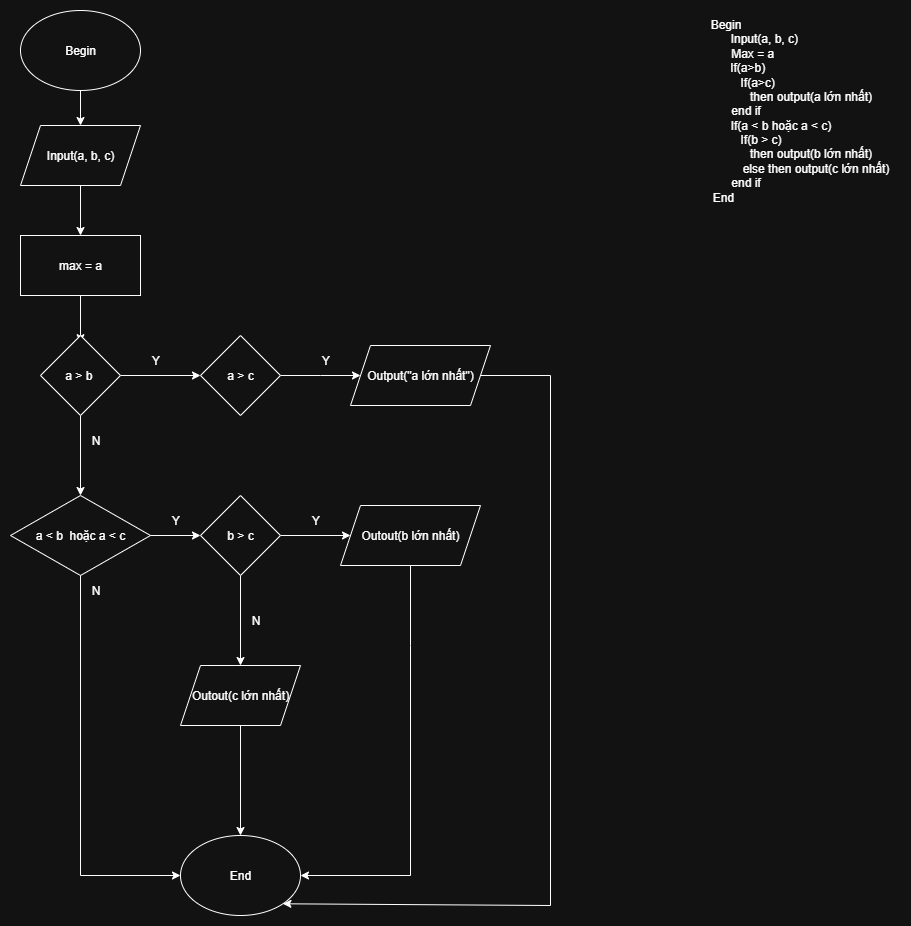 Begin
Input(a, b, c)
max = a
a > b
Y
a > c
Y
Output("a lớn nhất")
N
a < b hoặc a < c
Y
b > c
Y
Outout(b lớn nhất)
N
N
Outout(c lớn nhất)
End
Begin
Input(a, b, c)
Max = a
If(a>b)
If(a>c)
then output(a lớn nhất)
end if
If(a < b hoặc a < c)
If(b > c)
then output(b lớn nhất)
else then output(c lớn nhất)
end if
End